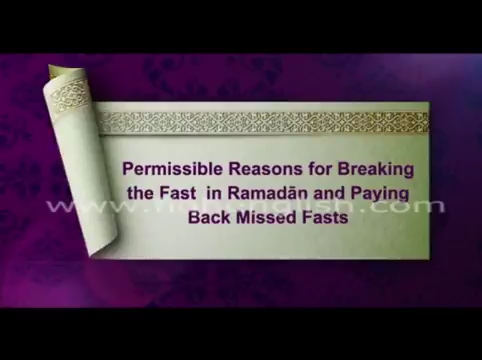 Permissible Reasons for Breaking
the Fast in Ramadān and Paying
Back Missed Fasts